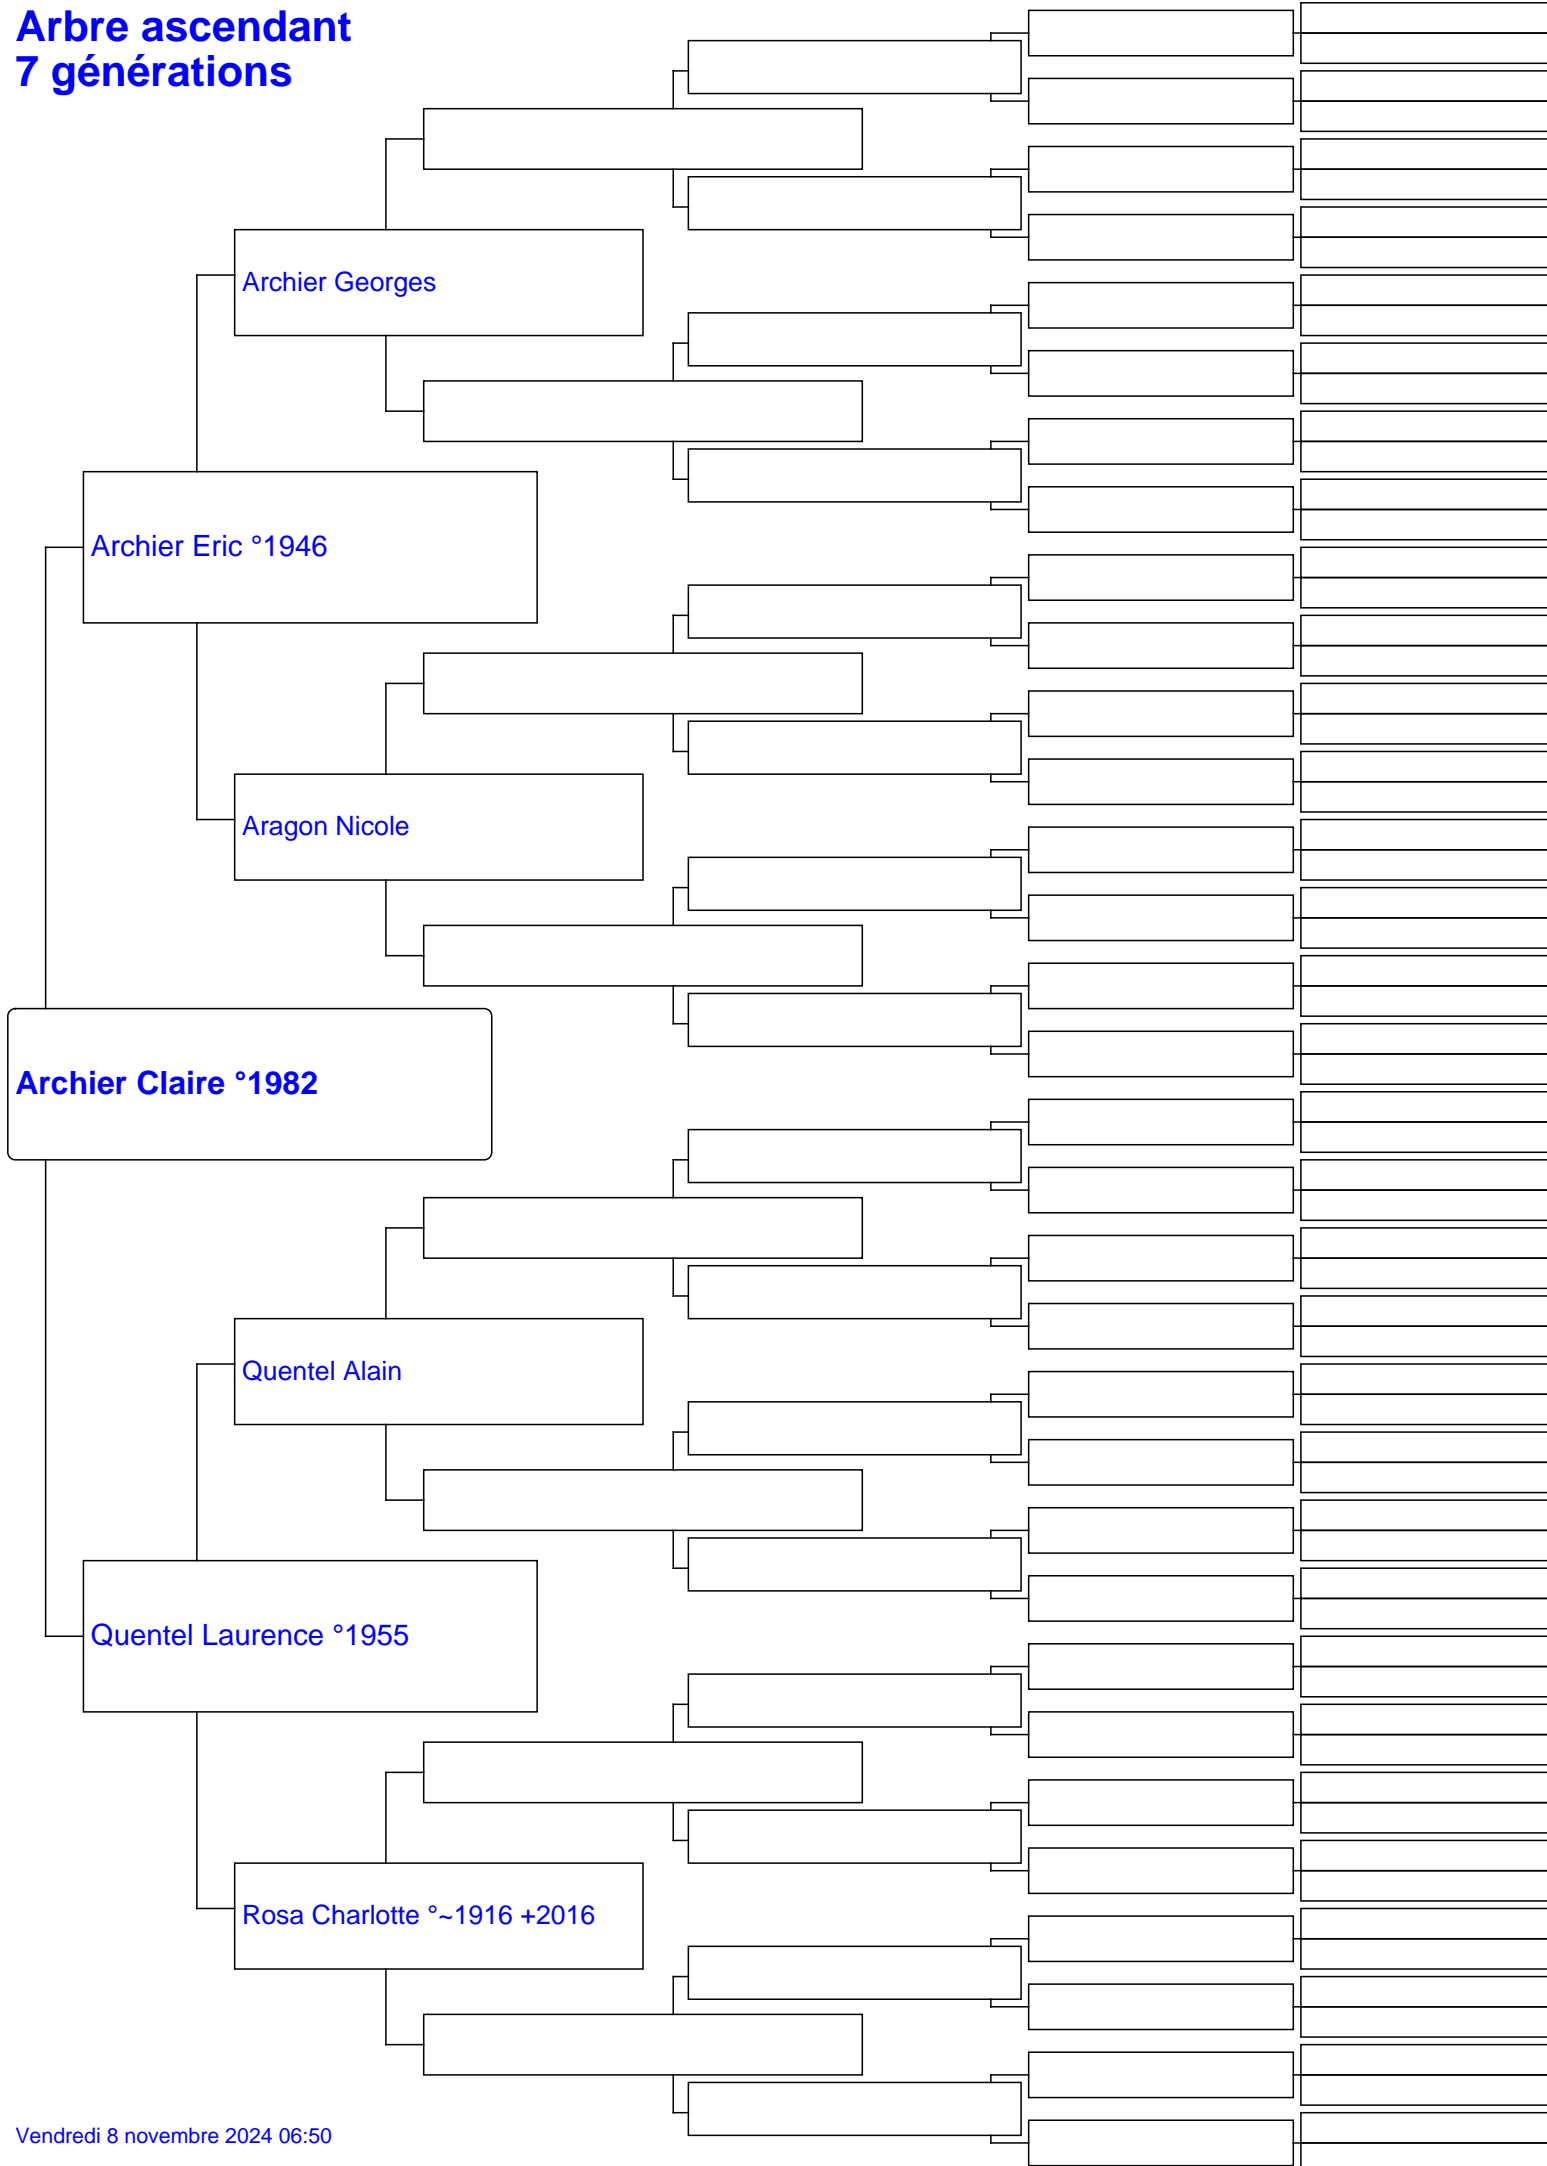 Arbre ascendant
7 générations
Archier Georges
Archier Eric °1946
Aragon Nicole
Archier Claire °1982
Quentel Alain
Quentel Laurence °1955
Rosa Charlotte °~1916 +2016
Vendredi 8 novembre 2024 06:50